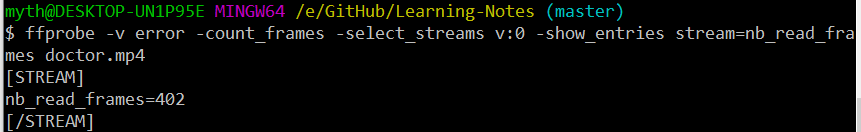 myth@DESKTOP-UN1P95E MINGW64 /e/GitHub/Learning-Notes (master)
$ ffprobe -v error -count_frames -select_streams v:0 -show_entries stream=nb_read_fra
mes doctor.mp4
[STREAM]
nb_read_frames=402
[/STREAM]